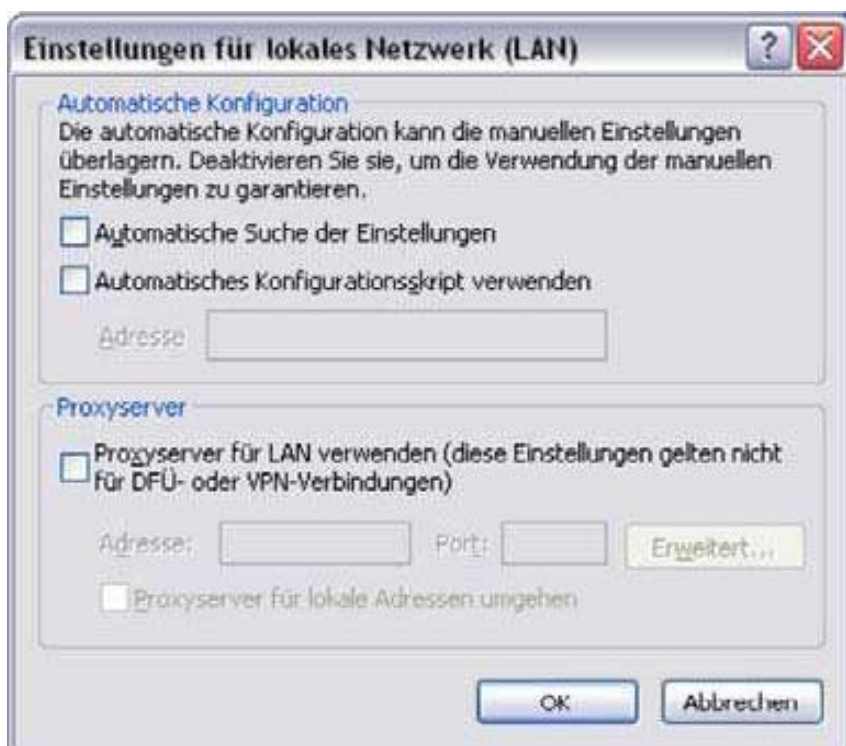 Einstellungen für lokales Netzwerk (LAN)
?
Automatische Konfiguration
Die automatische Konfiguration kann die manuellen Einstellungen
überlagern. Deaktivieren Sie sie, um die Verwendung der manuellen
Einstellungen zu garantieren.
Automatische Suche der Einstellungen
Automatisches Konfigurationsskript verwenden
Adresse
Proxyserver
Proxyserver für LAN verwenden (diese Einstellungen gelten nicht
für DFÜ- oder VPN-Verbindungen)
Adresse: Port: Erweitert...
Proxyserver für lokale Adressen umgehen
OK Abbrechen